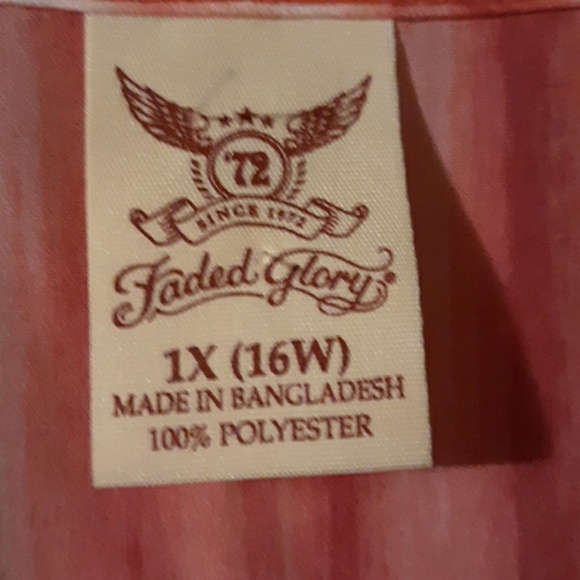 '72
SINCE 1972
Faded Glory®
1X (16W)
MADE IN BANGLADESH
100% POLYESTER